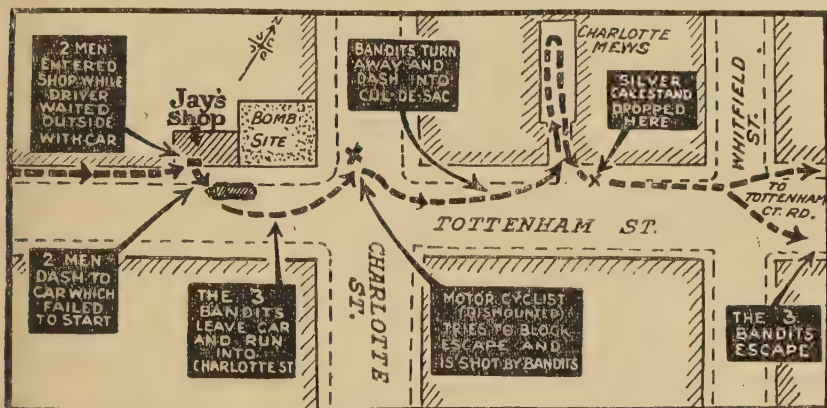 N
2 MEN
ENTERED
SHOP WHILE
DRIVER
WAITED
OUTSIDE
WITH CAR
Jay's
Shop
BOMB
SITE
BANDITS TURN
AWAY AND
DASH INTO
CUL-DE-SAC
CHARLOTTE
MEWS
SILVER
CAKESTAND
DROPPED
HERE
WHITFIELD
ST.
TO
TOTTENHAM
CT. RD.
TOTTENHAM ST.
2 MEN
DASH TO
CAR WHICH
FAILED
TO START
THE 3
BANDITS
LEAVE CAR
AND RUN
INTO
CHARLOTTE ST
CHARLOTTE
ST.
MOTOR CYCLIST
(DISMOUNTED)
TRIES TO BLOCK
ESCAPE AND
IS SHOT BY BANDITS
THE 3
BANDITS
ESCAPE